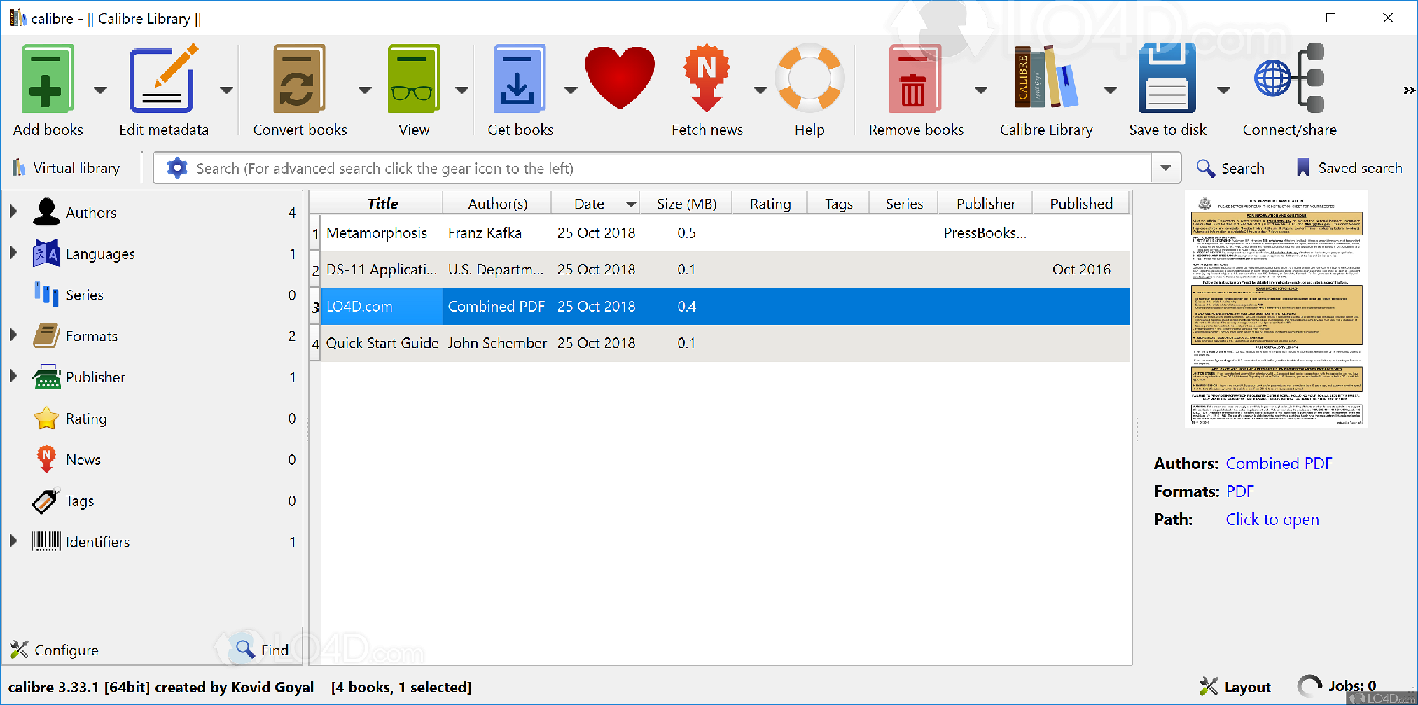 calibre - || Calibre Library ||
LO4D.com
Add books
Edit metadata
Convert books
View
Get books
Fetch news
Help
Remove books
CALIBRE
Calibre Library
Save to disk
Connect/share
Virtual library
Search (For advanced search click the gear icon to the left)
Search
Saved search
Authors 4
Languages 1
Series 0
Formats 2
Publisher 1
Rating 0
News 0
Tags 0
Identifiers 1
Configure
Find
LO4D.com
Title Author(s) Date Size (MB) Rating Tags Series Publisher Published
1 Metamorphosis Franz Kafka 25 Oct 2018 0.5 PressBooks...
2 DS-11 Applicati... U.S. Departm... 25 Oct 2018 0.1 Oct 2016
3 LO4D.com Combined PDF 25 Oct 2018 0.4
4 Quick Start Guide John Schember 25 Oct 2018 0.1
Authors: Combined PDF
Formats: PDF
Path: Click to open
calibre 3.33.1 [64bit] created by Kovid Goyal [4 books, 1 selected]
Layout
Jobs: 0
LO4D.com